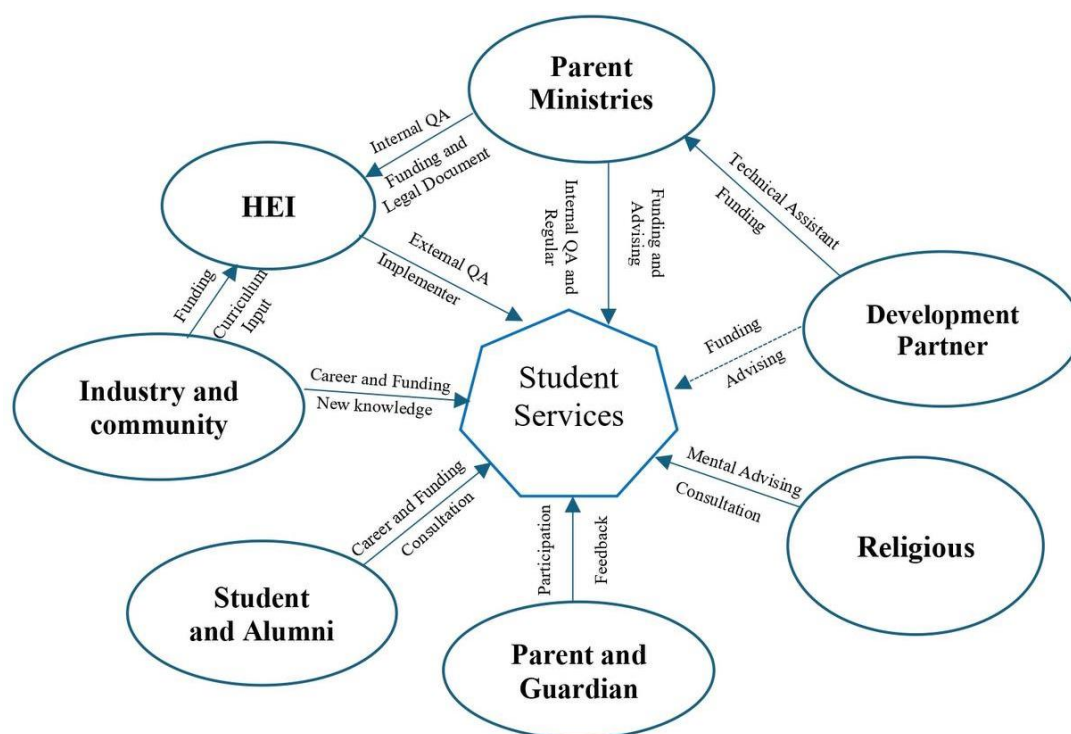 Parent
Ministries
Internal QA
Funding and
Legal Document
HEI
Technical Assistant
Funding
Internal QA and
Regular
Funding and
Advising
External QA
Implementer
Funding
Curriculum
Input
Development
Partner
Funding
Advising
Industry and
community
Career and Funding
New knowledge
Student
Services
Mental Advising
Consultation
Religious
Career and Funding
Consultation
Participation
Feedback
Student
and Alumni
Parent and
Guardian